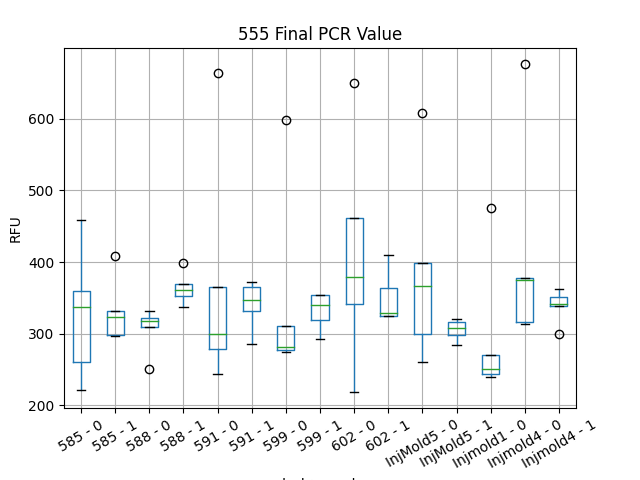 555 Final PCR Value
RFU
600
500
400
300
200
585 - 0
585 - 1
588 - 0
588 - 1
591 - 0
591 - 1
599 - 0
599 - 1
602 - 0
602 - 1
InjMold5 - 0
InjMold5 - 1
Injmold1 - 0
Injmold4 - 0
Injmold4 - 1